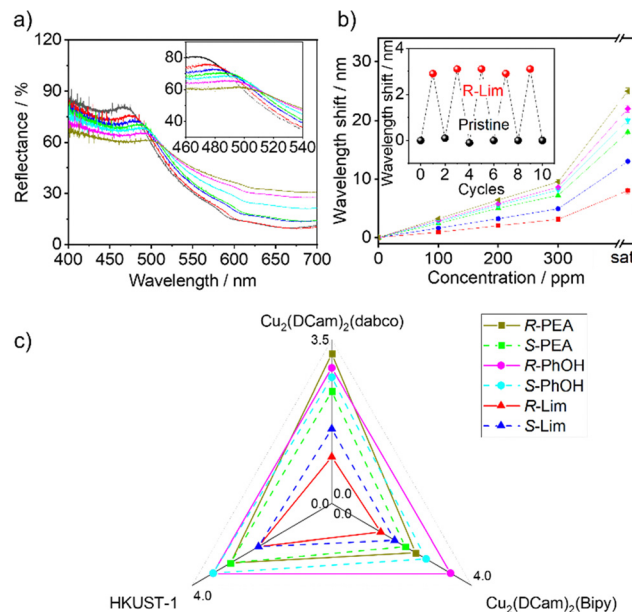 a)
Reflectance / %
120
90
60
30
0
80
60
40
460 480 500 520 540
400 450 500 550 600 650 700
Wavelength / nm
b)
Wavelength shift / nm
30
20
10
0
Wavelength shift / nm
4
2
0
R-Lim
Pristine
0 2 4 6 8 10
Cycles
0 100 200 300 sat
Concentration / ppm
c)
Cu₂(DCam)₂(dabco)
3.5
0.0
0.0
0.0
HKUST-1
4.0
4.0
Cu₂(DCam)₂(Bipy)
R-PEA
S-PEA
R-PhOH
S-PhOH
R-Lim
S-Lim